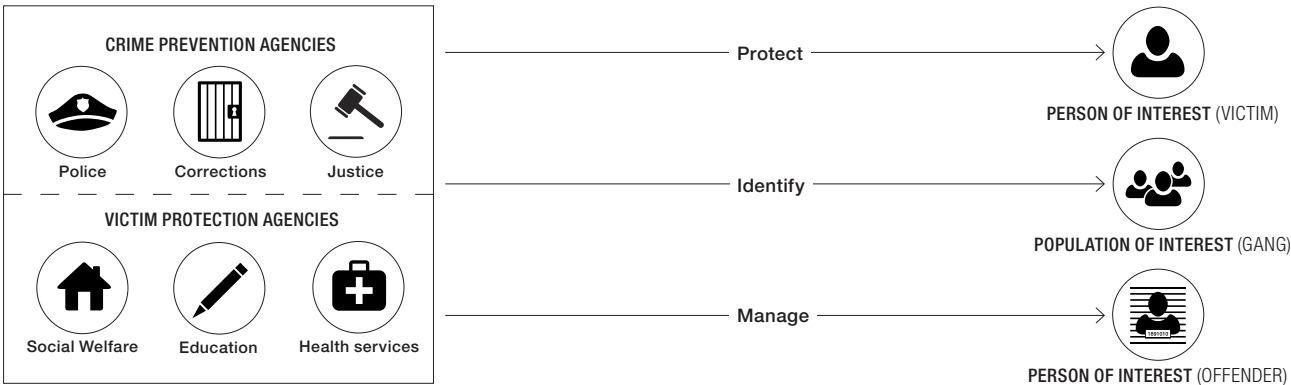 CRIME PREVENTION AGENCIES
Police
Corrections
Justice
VICTIM PROTECTION AGENCIES
Social Welfare
Education
Health services
Protect
PERSON OF INTEREST (VICTIM)
Identify
POPULATION OF INTEREST (GANG)
Manage
1801010
PERSON OF INTEREST (OFFENDER)